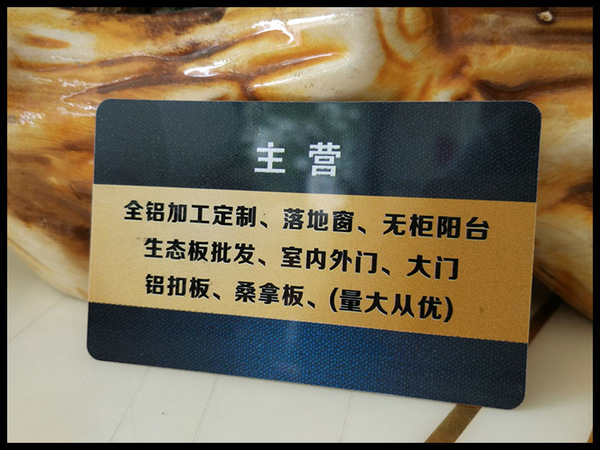 主营
全铝加工定制、落地窗、无柜阳台
生态板批发、室内外门、大门
铝扣板、桑拿板、(量大从优)